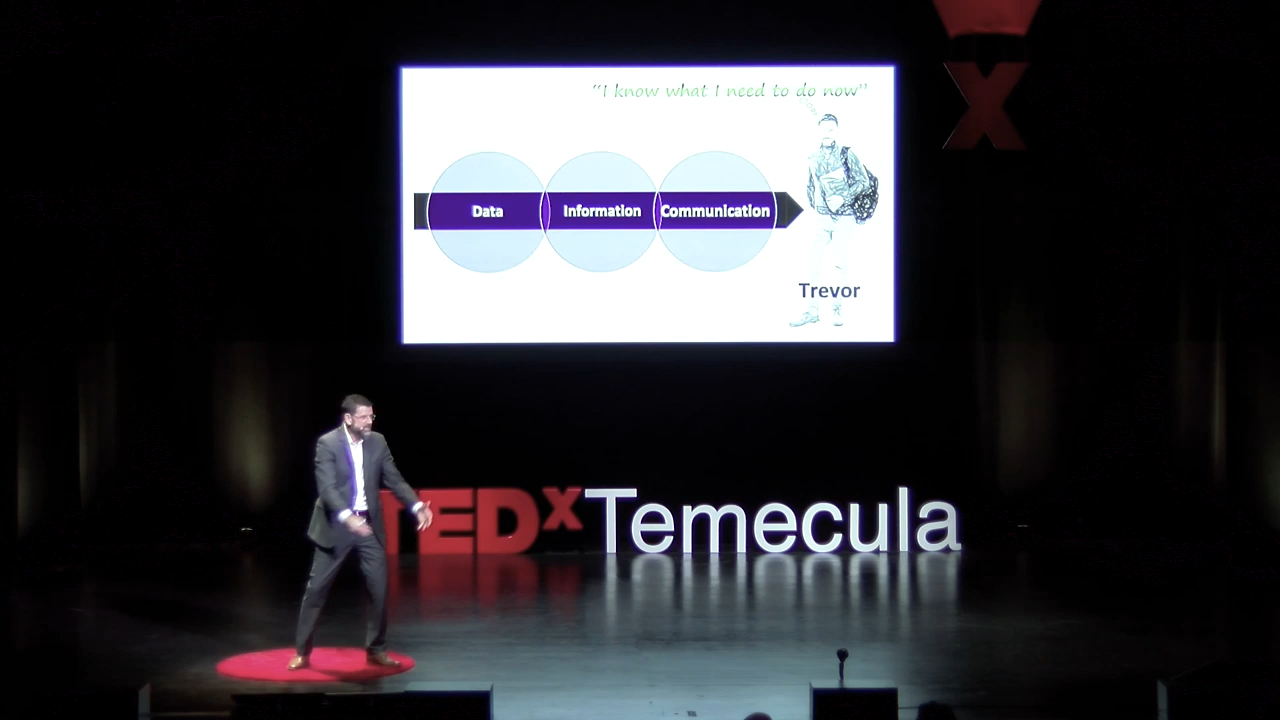 X
"I know what I need to do now"
Data
Information
Communication
Trevor
TEDxTemecula